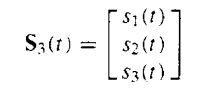 S₃(t) = [ s₁(t)
s₂(t)
s₃(t) ]